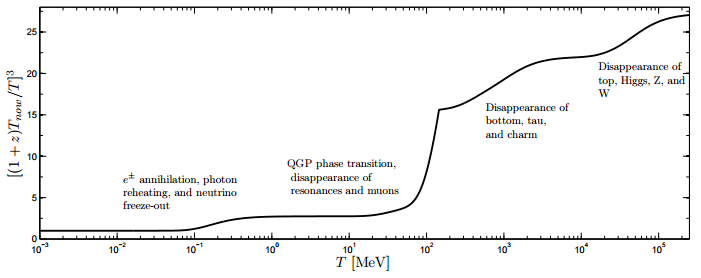 [(1 + z)T_now/T]^3
25
20
15
10
5
0
e^± annihilation, photon
reheating, and neutrino
freeze-out
QGP phase transition,
disappearance of
resonances and muons
Disappearance of
bottom, tau,
and charm
Disappearance of
top, Higgs, Z, and
W
10^-3 10^-2 10^-1 10^0 10^1 10^2 10^3 10^4 10^5
T [MeV]